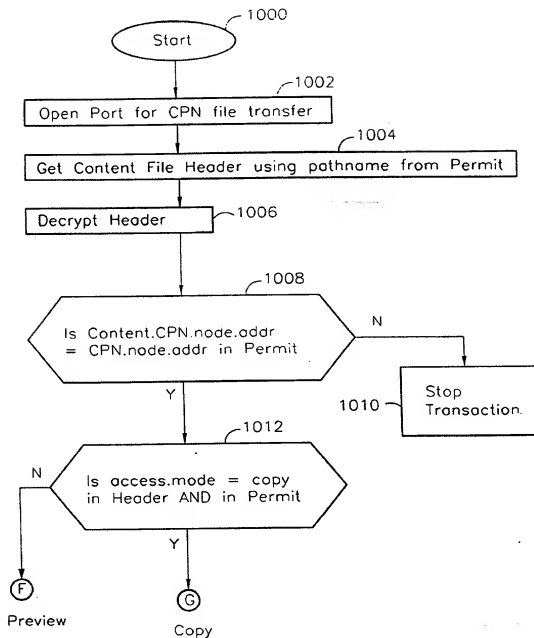 1000
Start
1002
Open Port for CPN file transfer
1004
Get Content File Header using pathname from Permit
1006
Decrypt Header
1008
Is Content.CPN.node.addr
= CPN.node.addr in Permit
N
Y
1010
Stop
Transaction.
1012
Is access.mode = copy
in Header AND in Permit
N
Y
F
Preview
G
Copy